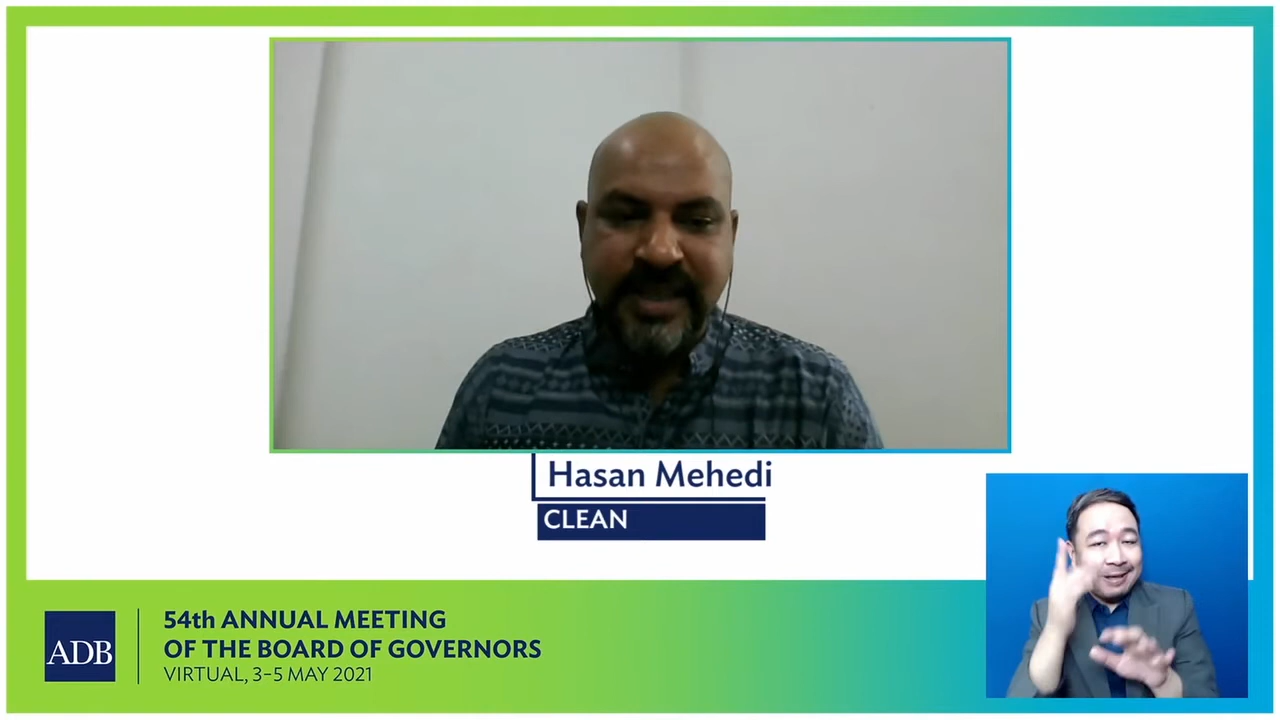 Hasan Mehedi
CLEAN
ADB
54th ANNUAL MEETING
OF THE BOARD OF GOVERNORS
VIRTUAL, 3-5 MAY 2021